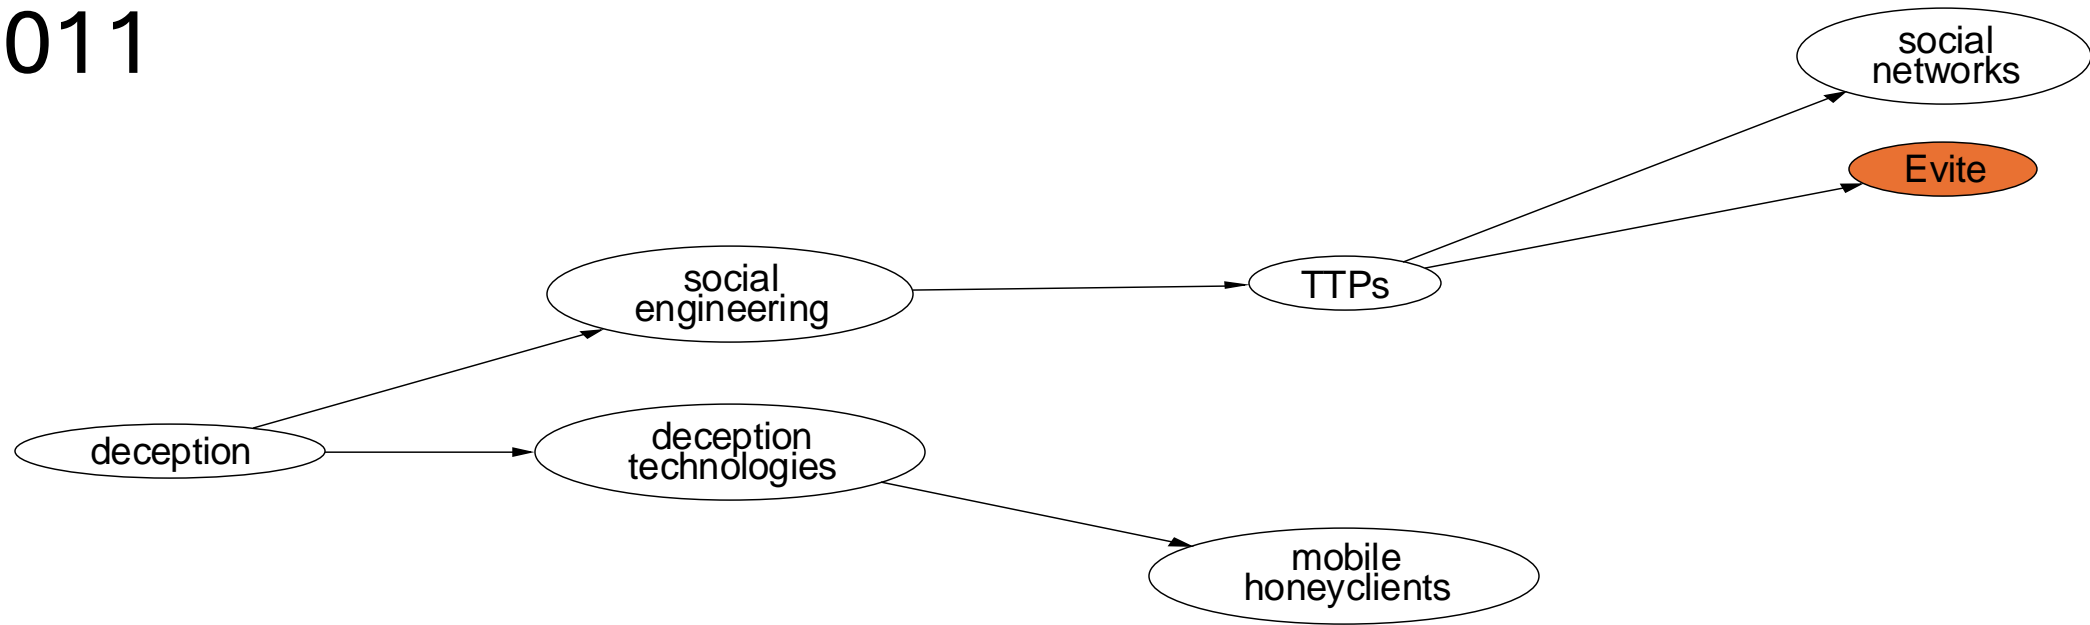 011
social
networks
Evite
social
engineering
TTPs
deception
deception
technologies
mobile
honeyclients